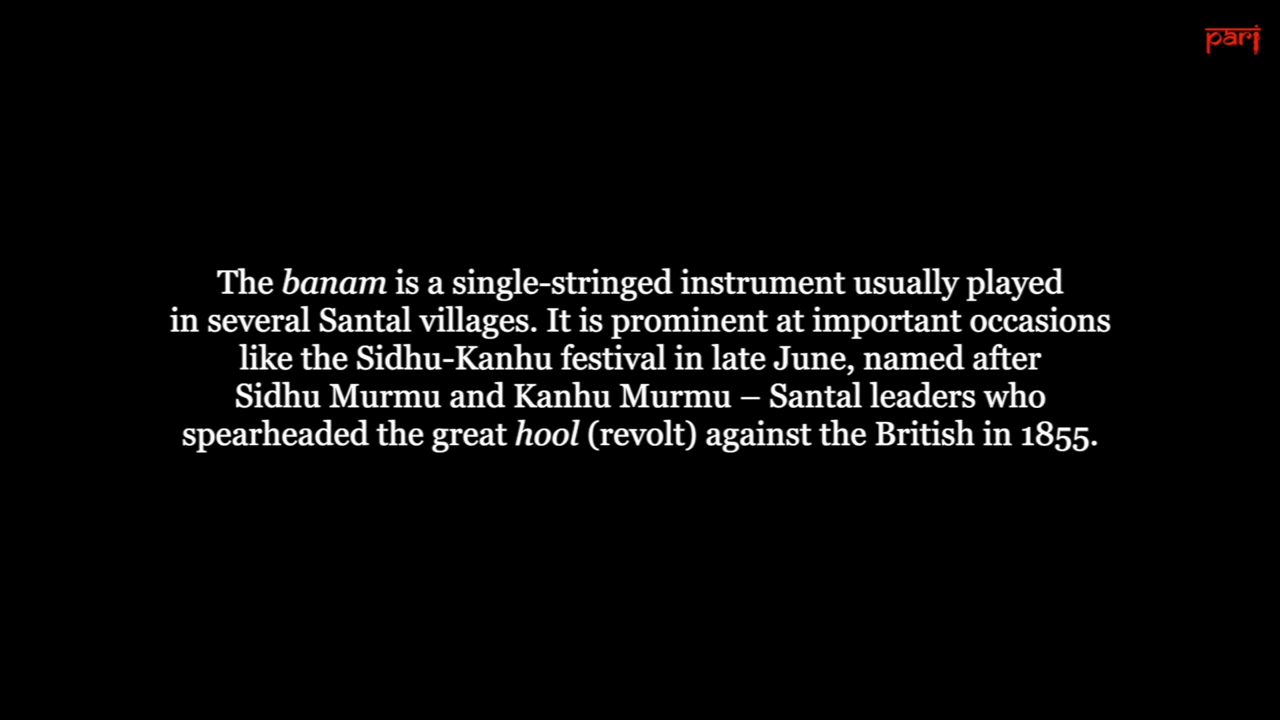 pari
The banam is a single-stringed instrument usually played
in several Santal villages. It is prominent at important occasions
like the Sidhu-Kanhu festival in late June, named after
Sidhu Murmu and Kanhu Murmu – Santal leaders who
spearheaded the great hool (revolt) against the British in 1855.